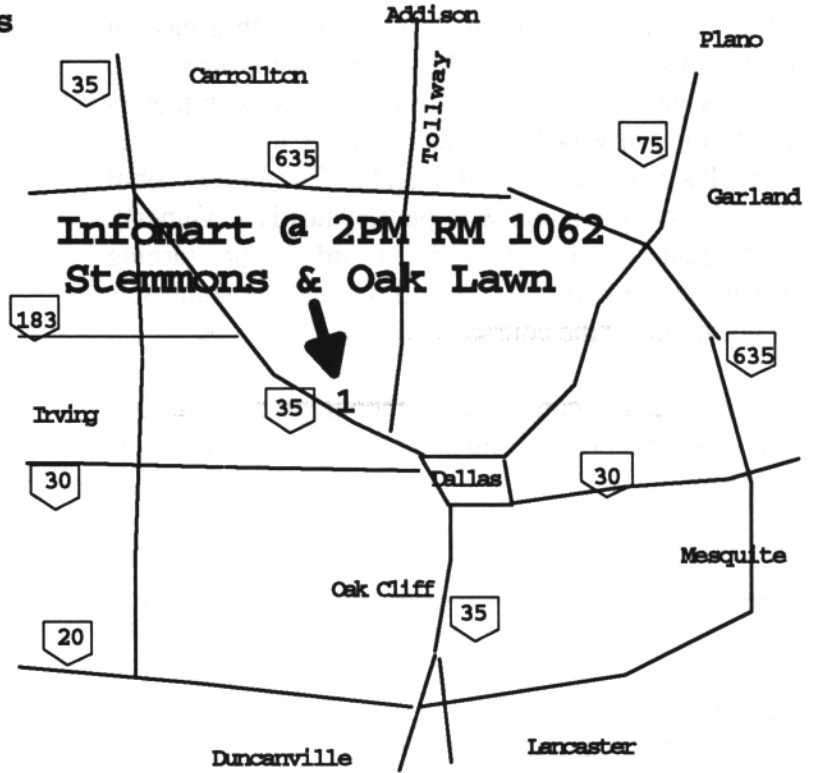 s
Addison
Plano
35
Carrollton
Tollway
75
635
Garland
Infomart @ 2PM RM 1062
Stemmons & Oak Lawn
183
635
35
1
Irving
30
Dallas
30
Mesquite
Oak Cliff
35
20
Duncanville
Lancaster